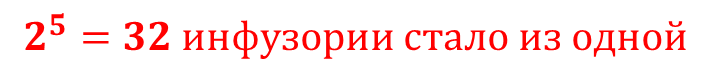 2⁵ = 32 инфузории стало из одной